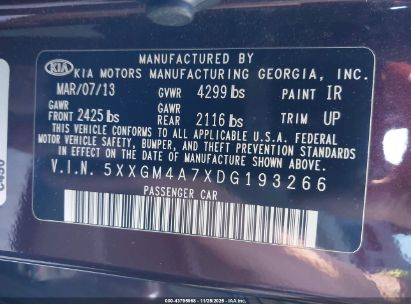 MANUFACTURED BY
KIA KIA MOTORS MANUFACTURING GEORGIA, INC.
MAR/07/13 GVWR 4299 lbs PAINT IR
GAWR GAWR
FRONT 2425 lbs REAR 2116 lbs TRIM UP
THIS VEHICLE CONFORMS TO ALL APPLICABLE U.S.A. FEDERAL
MOTOR VEHICLE SAFETY, BUMPER, AND THEFT PREVENTION STANDARDS
IN EFFECT ON THE DATE OF MANUFACTURE SHOWN ABOVE.
V.I.N. 5XXGM4A7XDG193266
PASSENGER CAR